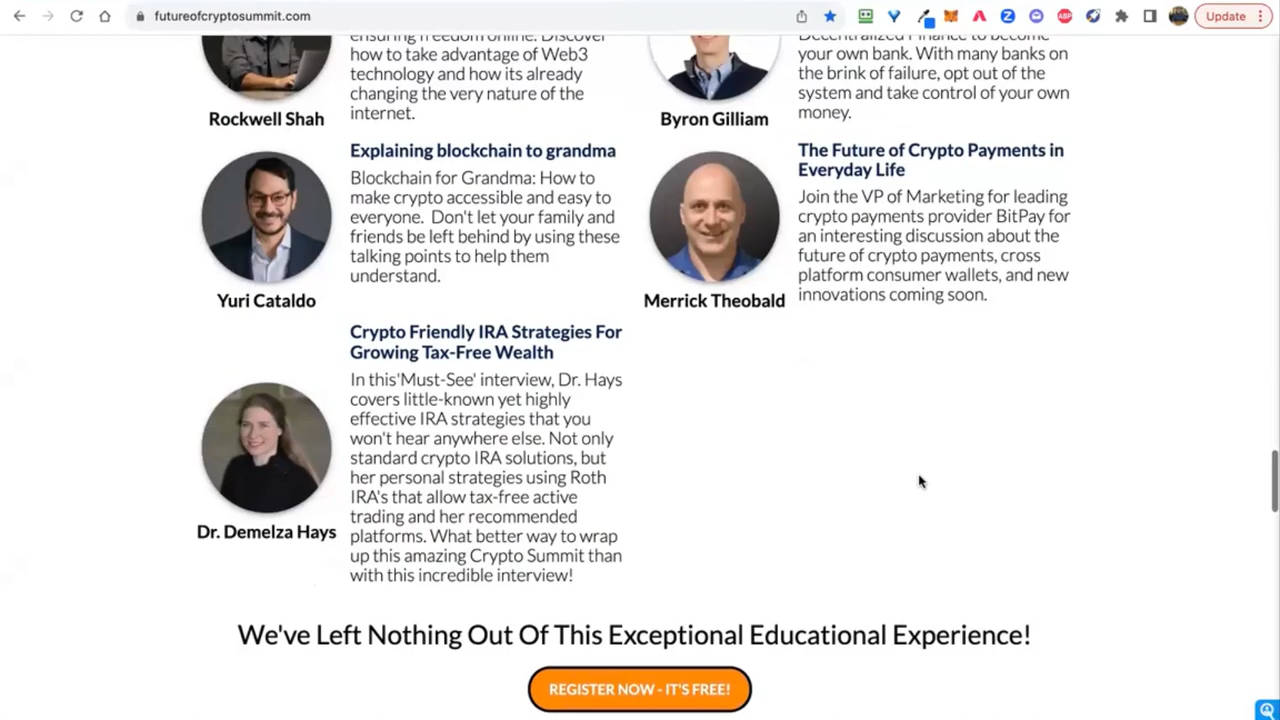 futureofcryptosummit.com
Update
ensuring freedom online. Discover
how to take advantage of Web3
technology and how its already
changing the very nature of the
internet.
Rockwell Shah
Decentralized Finance to become
your own bank. With many banks on
the brink of failure, opt out of the
system and take control of your own
money.
Byron Gilliam
Explaining blockchain to grandma
Blockchain for Grandma: How to
make crypto accessible and easy to
everyone. Don't let your family and
friends be left behind by using these
talking points to help them
understand.
Yuri Cataldo
The Future of Crypto Payments in
Everyday Life
Join the VP of Marketing for leading
crypto payments provider BitPay for
an interesting discussion about the
future of crypto payments, cross
platform consumer wallets, and new
innovations coming soon.
Merrick Theobald
Crypto Friendly IRA Strategies For
Growing Tax-Free Wealth
In this'Must-See' interview, Dr. Hays
covers little-known yet highly
effective IRA strategies that you
won't hear anywhere else. Not only
standard crypto IRA solutions, but
her personal strategies using Roth
IRA's that allow tax-free active
trading and her recommended
platforms. What better way to wrap
up this amazing Crypto Summit than
with this incredible interview!
Dr. Demelza Hays
We've Left Nothing Out Of This Exceptional Educational Experience!
REGISTER NOW - IT'S FREE!